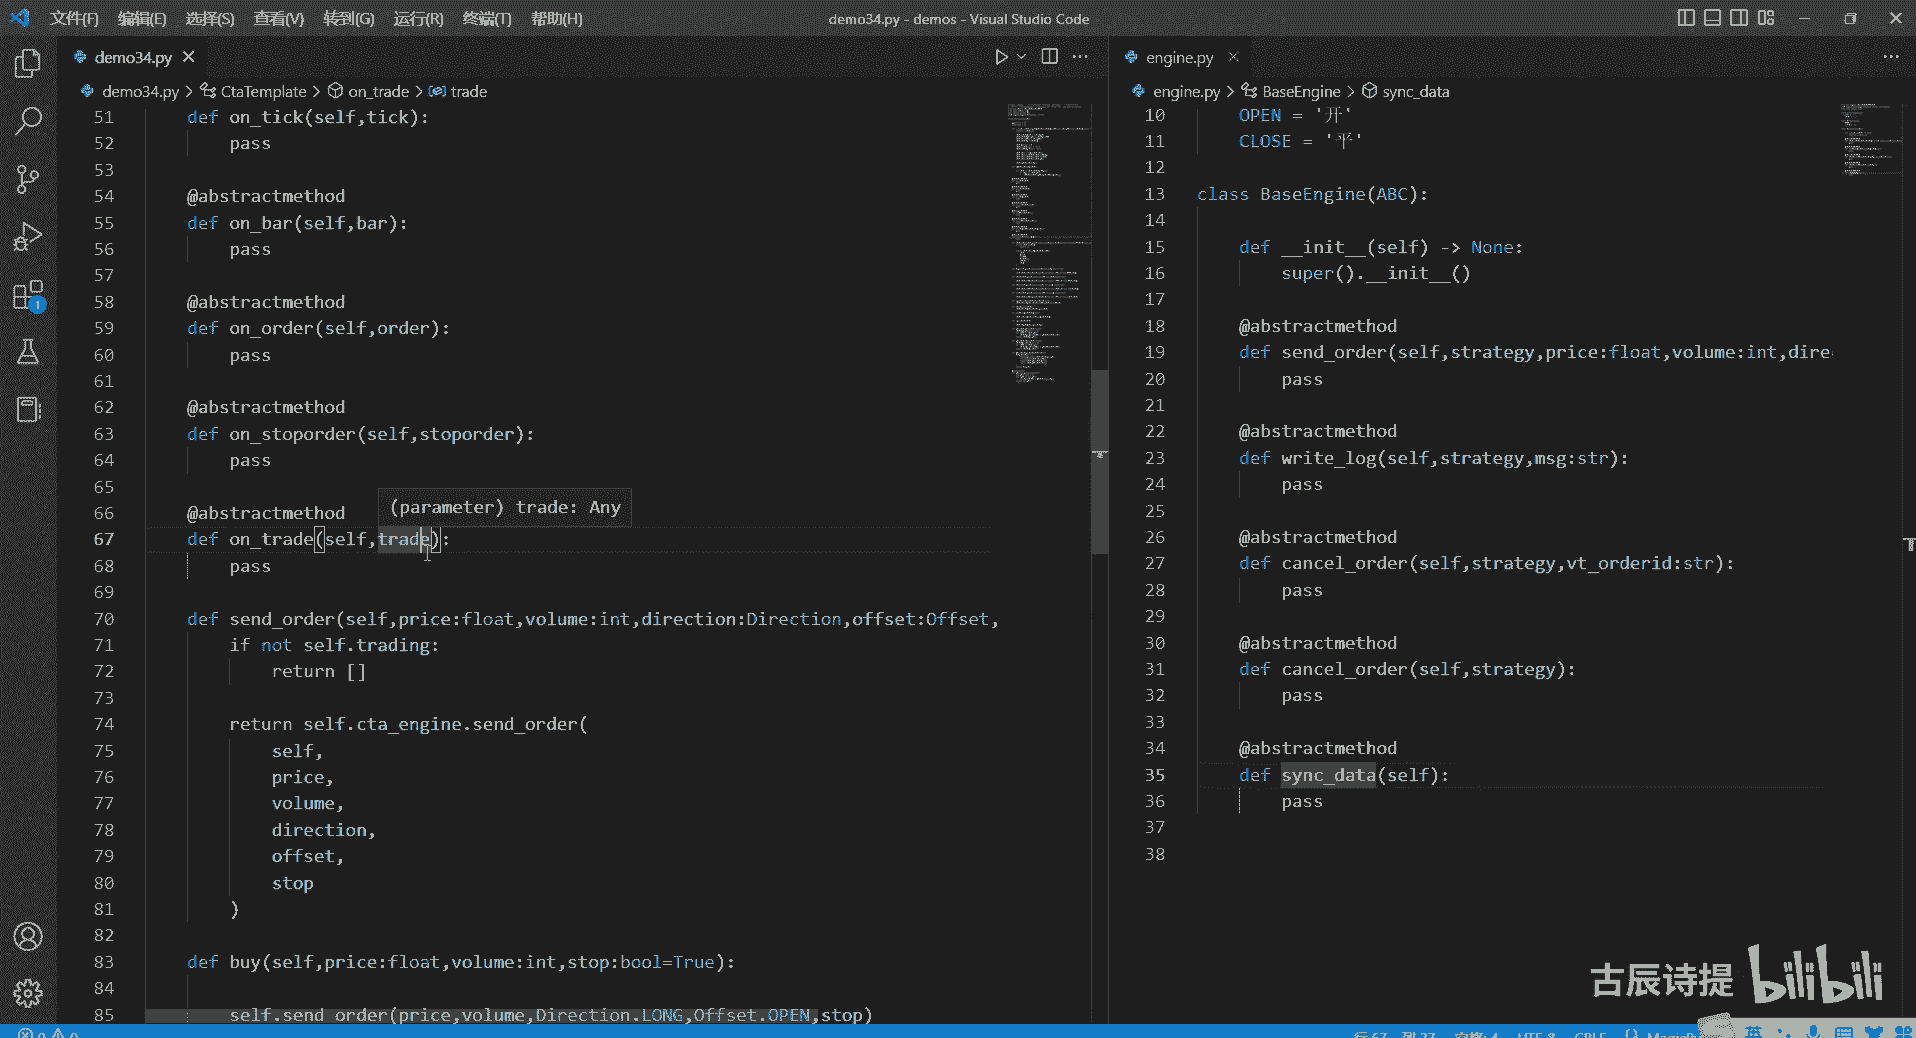 文件(F) 编辑(E) 选择(S) 查看(V) 转到(G) 运行(R) 终端(T) 帮助(H) demo34.py - demos - Visual Studio Code
demo34.py
demo34.py > CtaTemplate > on_trade > trade
51 def on_tick(self,tick):
52 pass
53
54 @abstractmethod
55 def on_bar(self,bar):
56 pass
57
58 @abstractmethod
59 def on_order(self,order):
60 pass
61
62 @abstractmethod
63 def on_stoporder(self,stoporder):
64 pass
65
66 @abstractmethod
(parameter) trade: Any
67 def on_trade(self,trade):
68 pass
69
70 def send_order(self,price:float,volume:int,direction:Direction,offset:Offset,
71 if not self.trading:
72 return []
73
74 return self.cta_engine.send_order(
75 self,
76 price,
77 volume,
78 direction,
79 offset,
80 stop
81 )
82
83 def buy(self,price:float,volume:int,stop:bool=True):
84
85 self.send_order(price,volume,Direction.LONG,Offset.OPEN,stop)
engine.py
engine.py > BaseEngine > sync_data
10 OPEN = '开'
11 CLOSE = '平'
12
13 class BaseEngine(ABC):
14
15 def __init__(self) -> None:
16 super().__init__()
17
18 @abstractmethod
19 def send_order(self,strategy,price:float,volume:int,dire
20 pass
21
22 @abstractmethod
23 def write_log(self,strategy,msg:str):
24 pass
25
26 @abstractmethod
27 def cancel_order(self,strategy,vt_orderid:str):
28 pass
29
30 @abstractmethod
31 def cancel_order(self,strategy):
32 pass
33
34 @abstractmethod
35 def sync_data(self):
36 pass
37
38
1
古辰诗提 bilibili
英